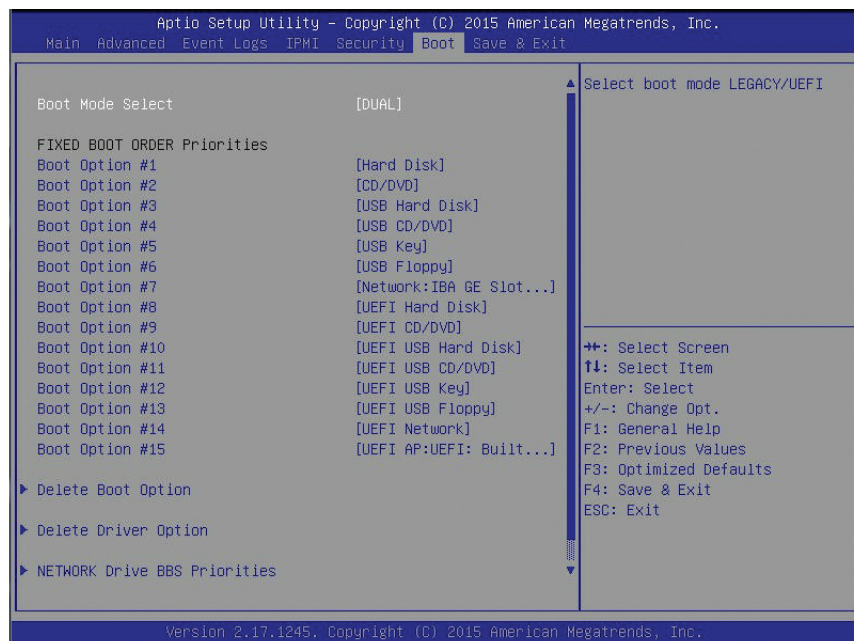 Aptio Setup Utility – Copyright (C) 2015 American Megatrends, Inc.
Main Advanced Event Logs IPMI Security Boot Save & Exit
Boot Mode Select [DUAL]
FIXED BOOT ORDER Priorities
Boot Option #1 [Hard Disk]
Boot Option #2 [CD/DVD]
Boot Option #3 [USB Hard Disk]
Boot Option #4 [USB CD/DVD]
Boot Option #5 [USB Key]
Boot Option #6 [USB Floppy]
Boot Option #7 [Network:IBA GE Slot...]
Boot Option #8 [UEFI Hard Disk]
Boot Option #9 [UEFI CD/DVD]
Boot Option #10 [UEFI USB Hard Disk]
Boot Option #11 [UEFI USB CD/DVD]
Boot Option #12 [UEFI USB Key]
Boot Option #13 [UEFI USB Floppy]
Boot Option #14 [UEFI Network]
Boot Option #15 [UEFI AP:UEFI: Built...]
Delete Boot Option
Delete Driver Option
NETWORK Drive BBS Priorities
Select boot mode LEGACY/UEFI
→←: Select Screen
↑↓: Select Item
Enter: Select
+/-: Change Opt.
F1: General Help
F2: Previous Values
F3: Optimized Defaults
F4: Save & Exit
ESC: Exit
Version 2.17.1245. Copyright (C) 2015 American Megatrends, Inc.